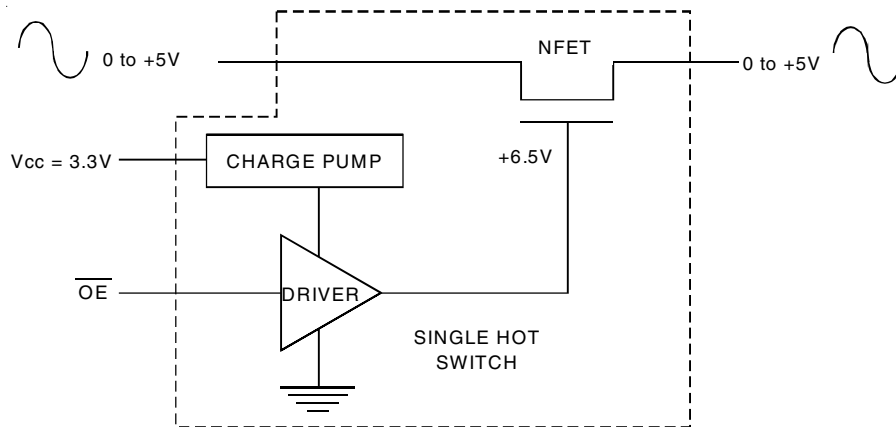 NFET
0 to +5V
0 to +5V
Vcc = 3.3V
CHARGE PUMP
+6.5V
OE
DRIVER
SINGLE HOT
SWITCH